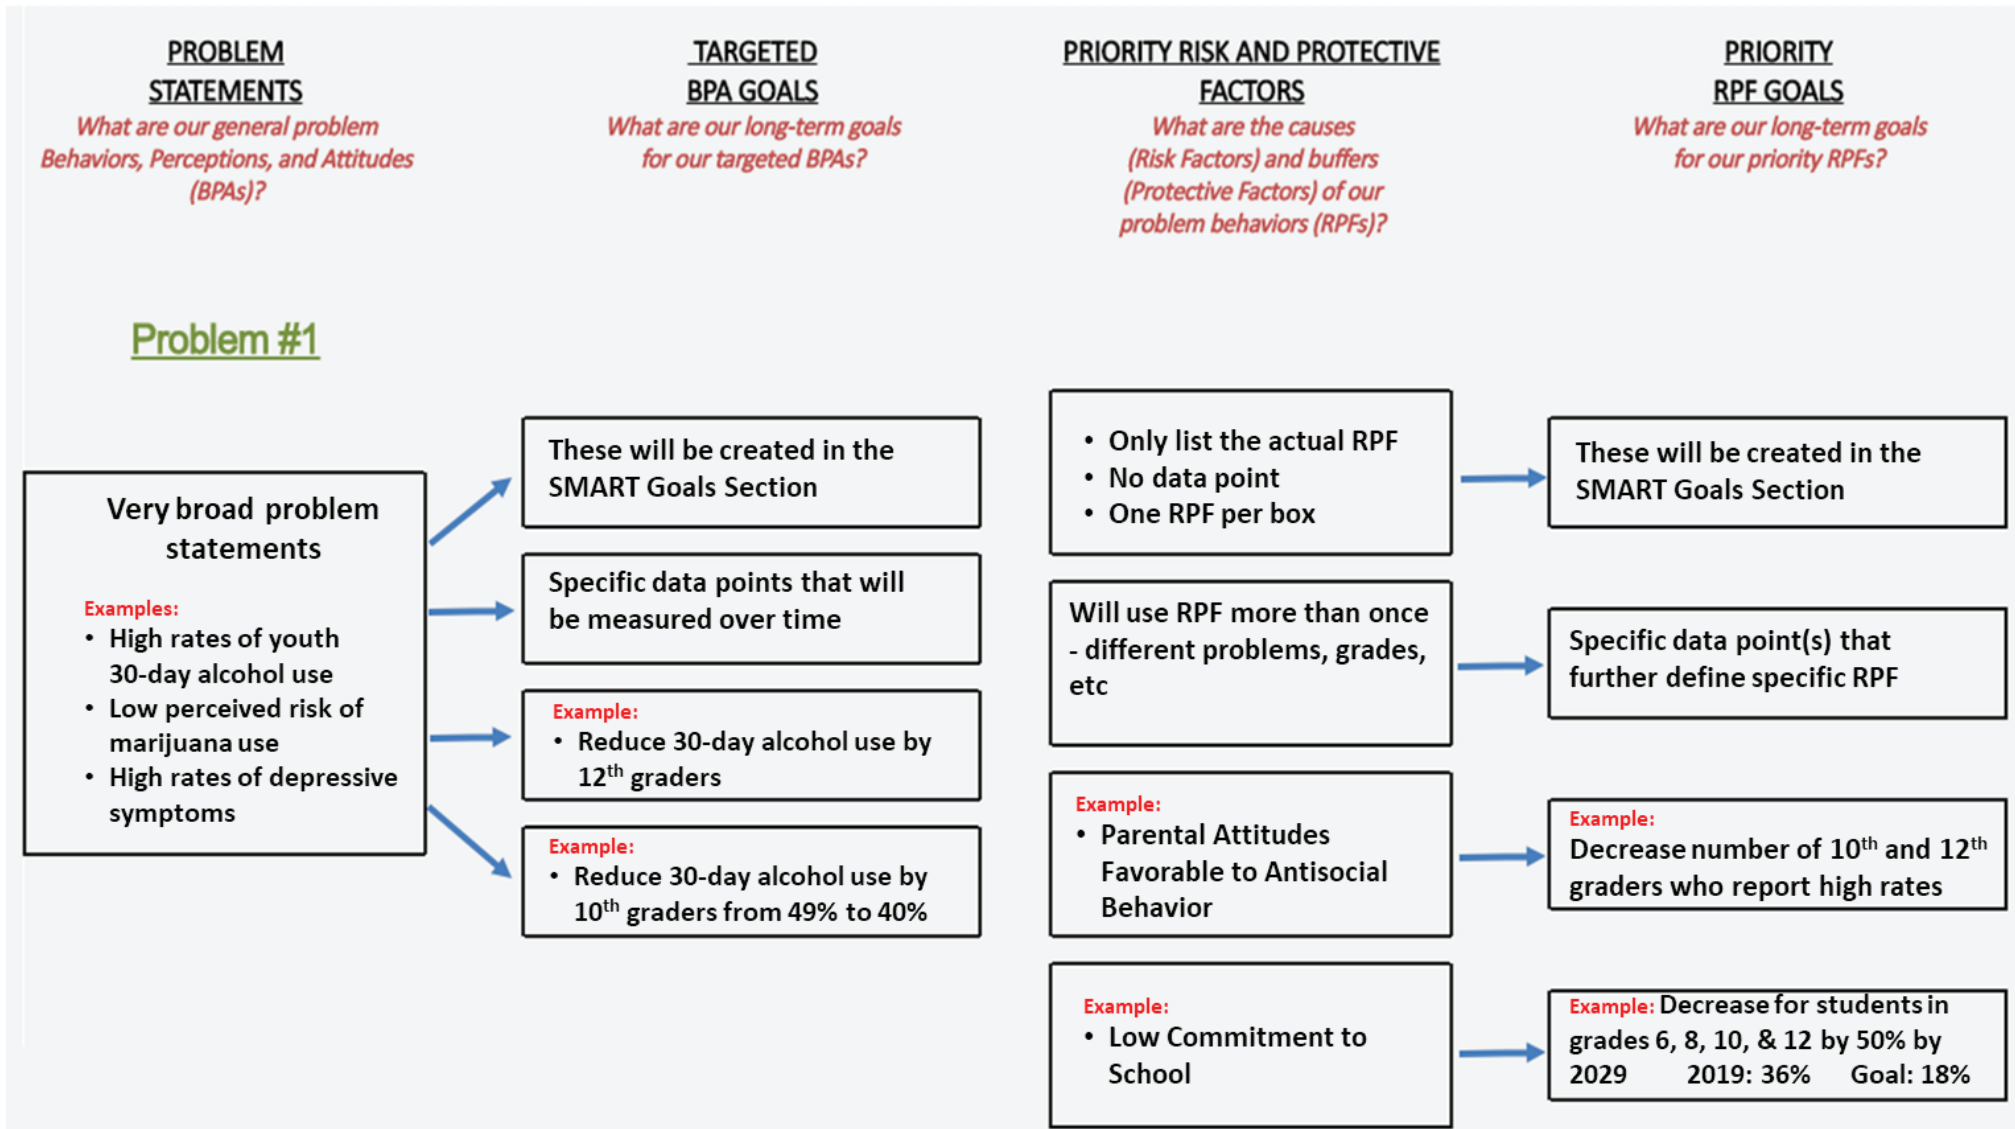 PROBLEM
STATEMENTS
What are our general problem
Behaviors, Perceptions, and Attitudes
(BPAs)?
TARGETED
BPA GOALS
What are our long-term goals
for our targeted BPAs?
PRIORITY RISK AND PROTECTIVE
FACTORS
What are the causes
(Risk Factors) and buffers
(Protective Factors) of our
problem behaviors (RPFs)?
PRIORITY
RPF GOALS
What are our long-term goals
for our priority RPFs?
Problem #1
Very broad problem
statements
Examples:
• High rates of youth
30-day alcohol use
• Low perceived risk of
marijuana use
• High rates of depressive
symptoms
These will be created in the
SMART Goals Section
Specific data points that will
be measured over time
Example:
• Reduce 30-day alcohol use by
12th graders
Example:
• Reduce 30-day alcohol use by
10th graders from 49% to 40%
• Only list the actual RPF
• No data point
• One RPF per box
Will use RPF more than once
- different problems, grades,
etc
Example:
• Parental Attitudes
Favorable to Antisocial
Behavior
Example:
• Low Commitment to
School
These will be created in the
SMART Goals Section
Specific data point(s) that
further define specific RPF
Example:
Decrease number of 10th and 12th
graders who report high rates
Example: Decrease for students in
grades 6, 8, 10, & 12 by 50% by
2029 2019: 36% Goal: 18%